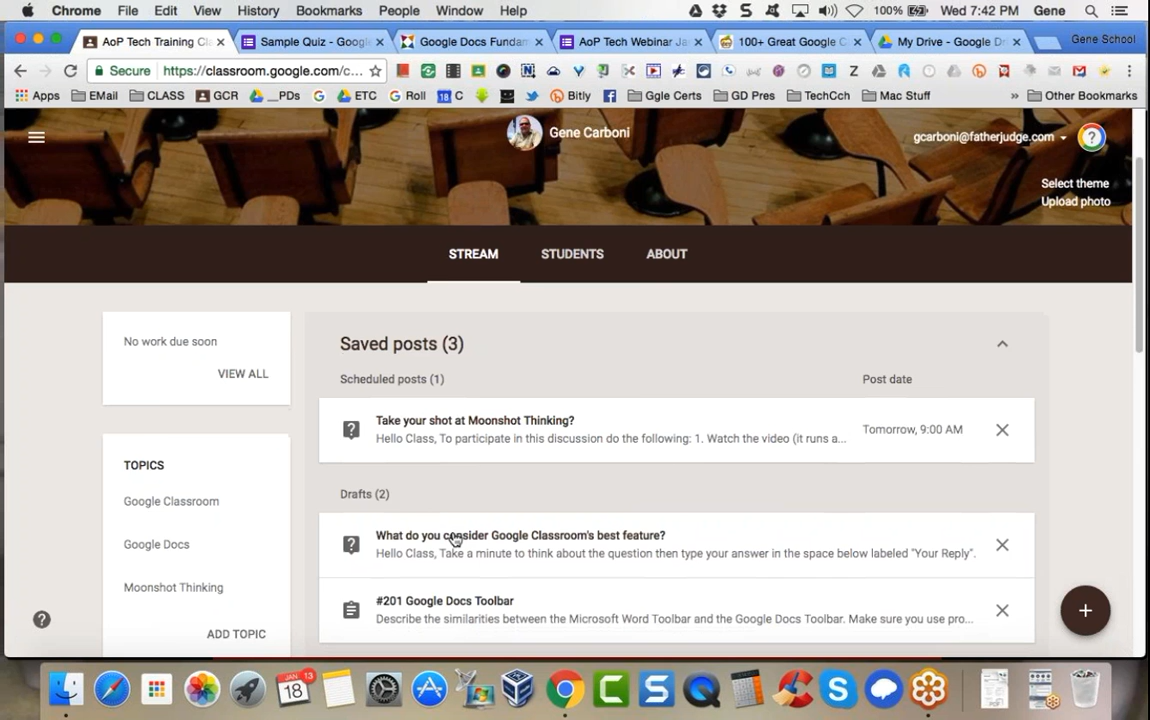 Chrome File Edit View History Bookmarks People Window Help 100% Wed 7:42 PM Gene
AoP Tech Training Cl Sample Quiz - Google Google Docs Fundam AoP Tech Webinar Ja 100+ Great Google C My Drive - Google Dr Gene School
Secure https://classroom.google.com/c...
Apps EMail CLASS GCR __PDs ETC Roll C Bitly Ggle Certs GD Pres TechCch Mac Stuff » Other Bookmarks
Gene Carboni
gcarboni@fatherjudge.com
Select theme
Upload photo
STREAM STUDENTS ABOUT
No work due soon
VIEW ALL
TOPICS
Google Classroom
Google Docs
Moonshot Thinking
ADD TOPIC
Saved posts (3)
Scheduled posts (1) Post date
Take your shot at Moonshot Thinking?
Hello Class, To participate in this discussion do the following: 1. Watch the video (it runs a...
Tomorrow, 9:00 AM
Drafts (2)
What do you consider Google Classroom's best feature?
Hello Class, Take a minute to think about the question then type your answer in the space below labeled "Your Reply".
#201 Google Docs Toolbar
Describe the similarities between the Microsoft Word Toolbar and the Google Docs Toolbar. Make sure you use pro...
JAN 13
18